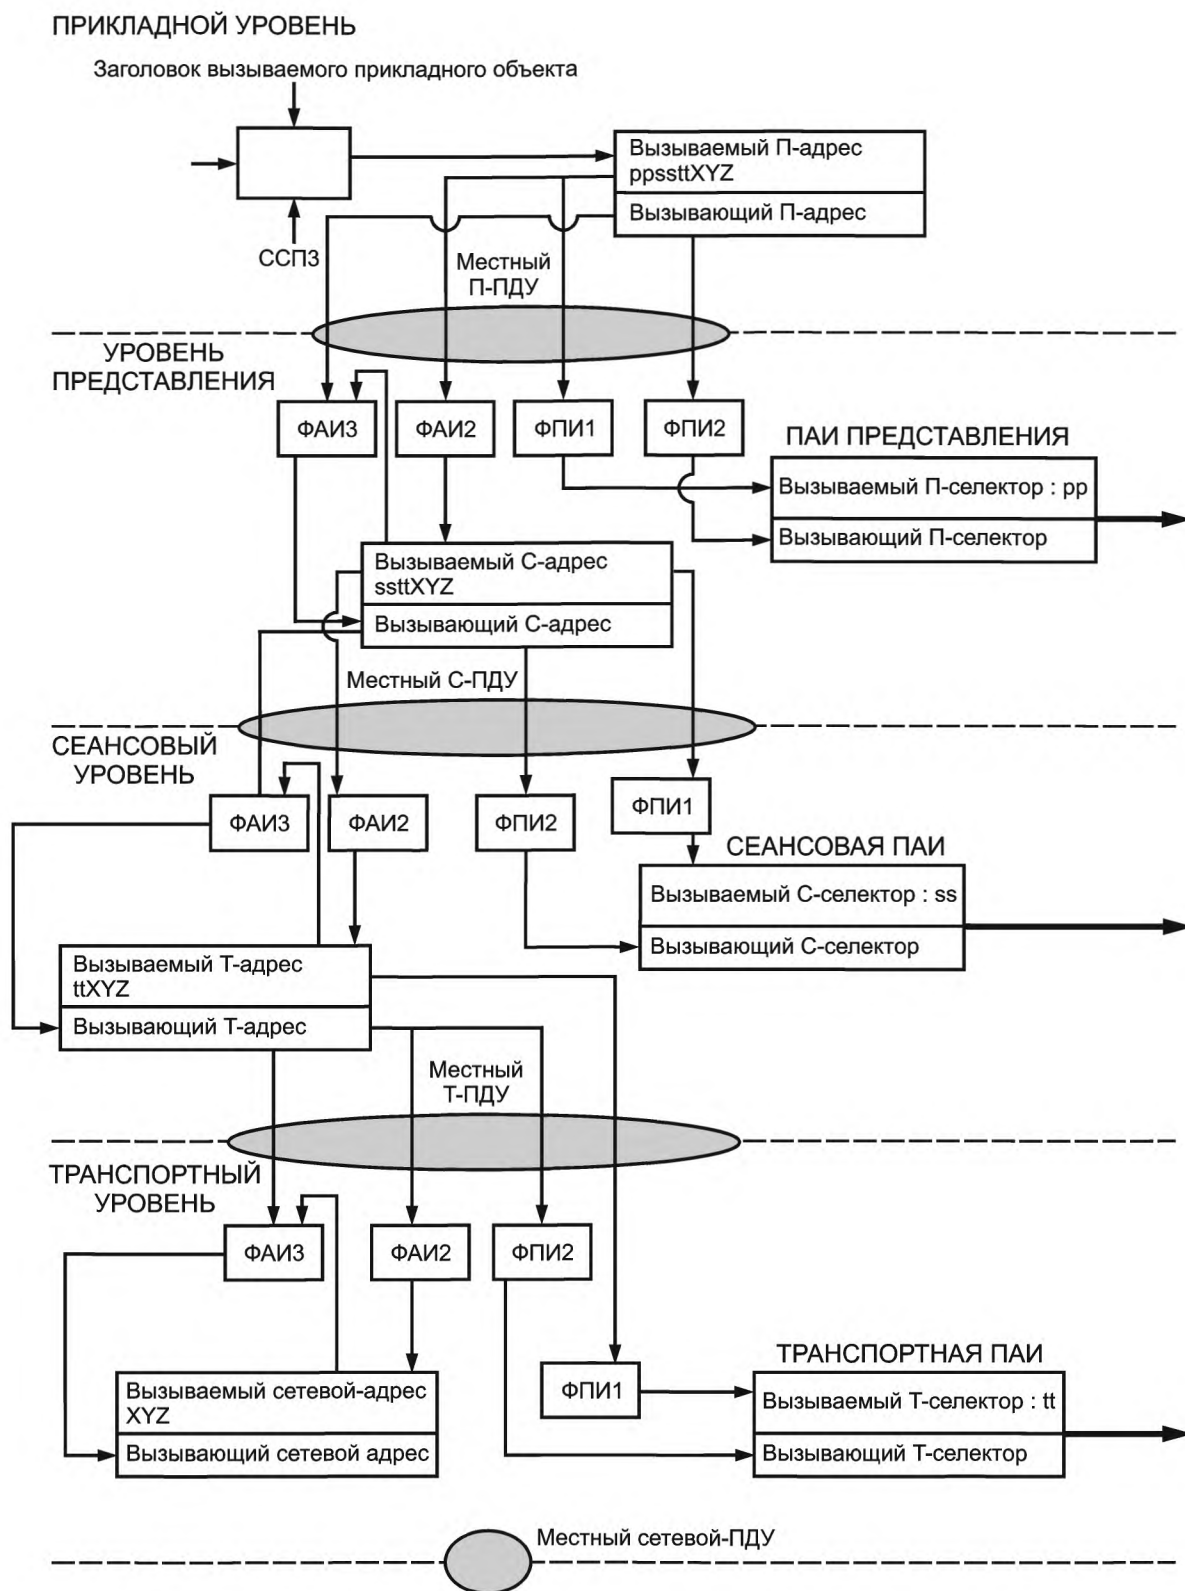 ПРИКЛАДНОЙ УРОВЕНЬ
Заголовок вызываемого прикладного объекта
Вызываемый П-адрес
ppssttXYZ
Вызывающий П-адрес
ССПЗ
Местный
П-ПДУ
УРОВЕНЬ
ПРЕДСТАВЛЕНИЯ
ФАИ3
ФАИ2
ФПИ1
ФПИ2
ПАИ ПРЕДСТАВЛЕНИЯ
Вызываемый П-селектор : pp
Вызывающий П-селектор
Вызываемый С-адрес
ssttXYZ
Вызывающий С-адрес
Местный С-ПДУ
СЕАНСОВЫЙ
УРОВЕНЬ
ФАИ3
ФАИ2
ФПИ2
ФПИ1
СЕАНСОВАЯ ПАИ
Вызываемый С-селектор : ss
Вызывающий С-селектор
Вызываемый Т-адрес
ttXYZ
Вызывающий Т-адрес
Местный
Т-ПДУ
ТРАНСПОРТНЫЙ
УРОВЕНЬ
ФАИ3
ФАИ2
ФПИ2
ФПИ1
ТРАНСПОРТНАЯ ПАИ
Вызываемый Т-селектор : tt
Вызывающий Т-селектор
Вызываемый сетевой-адрес
XYZ
Вызывающий сетевой адрес
Местный сетевой-ПДУ